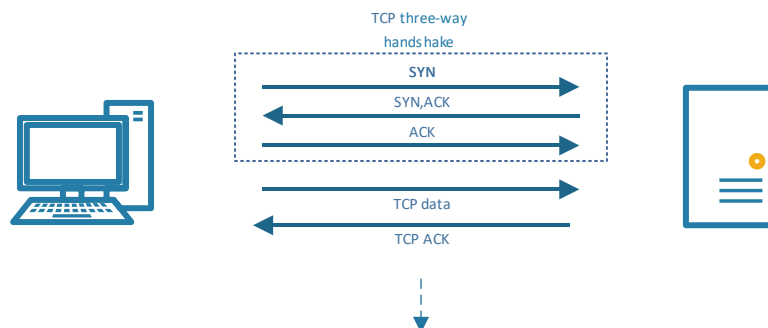 TCP three-way
handshake
SYN
SYN,ACK
ACK
TCP data
TCP ACK